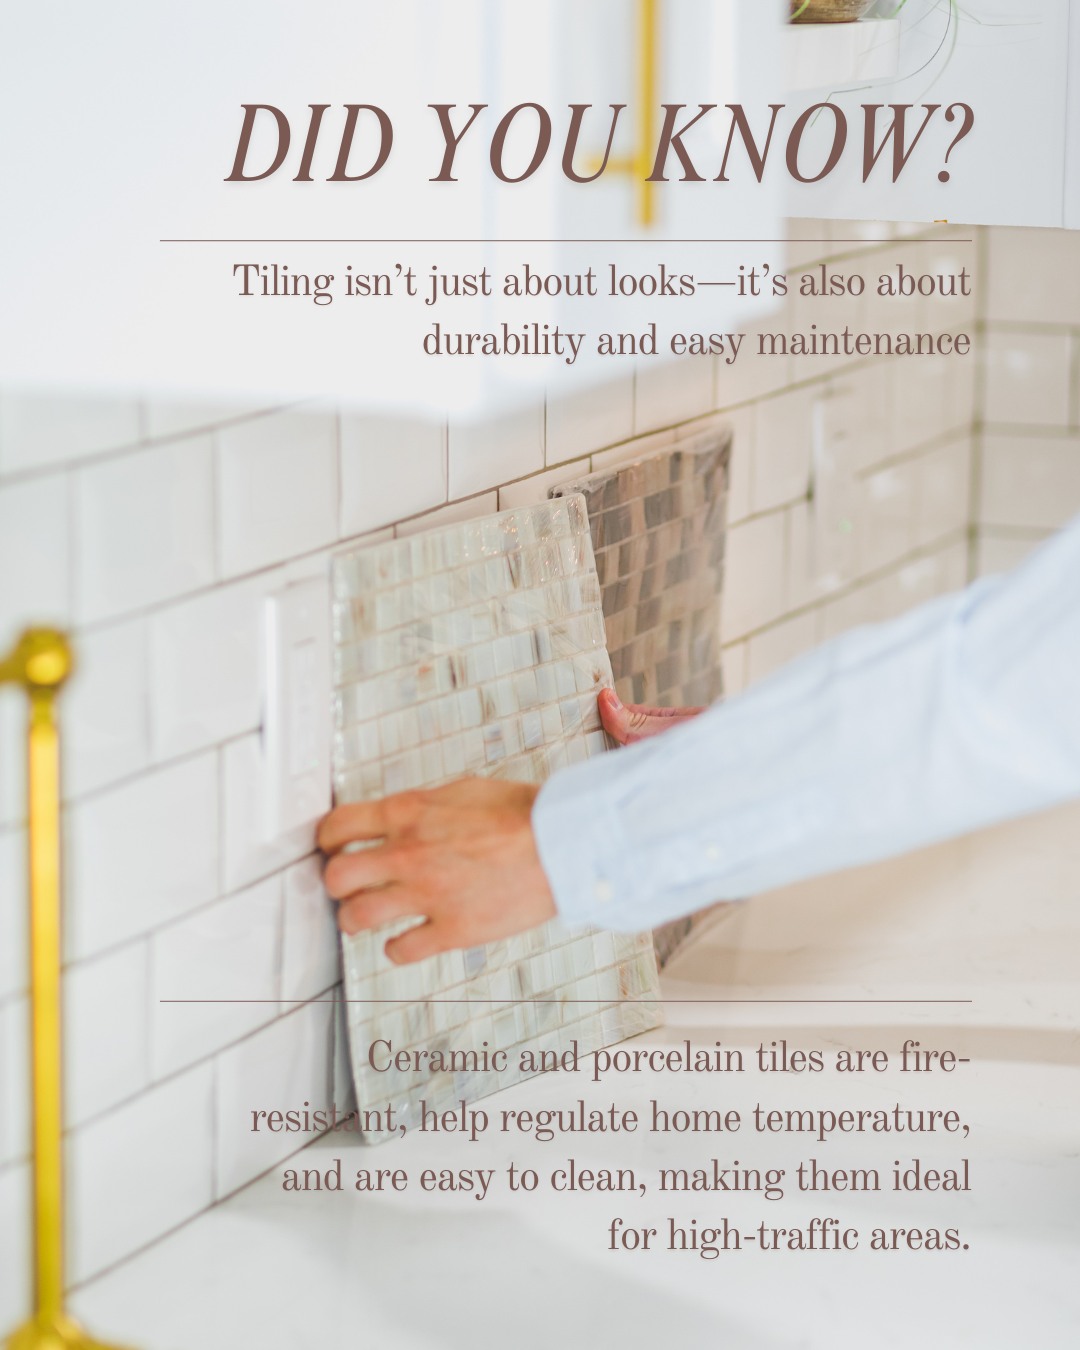 DID YOU KNOW?
Tiling isn’t just about looks—it’s also about
durability and easy maintenance
Ceramic and porcelain tiles are fire-
resistant, help regulate home temperature,
and are easy to clean, making them ideal
for high-traffic areas.